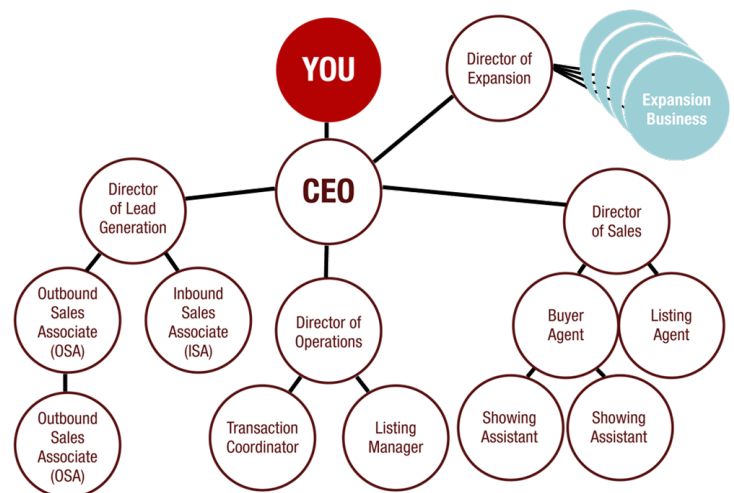 YOU
Director of
Expansion
Expansion
Business
CEO
Director
of Lead
Generation
Director
of Sales
Outbound
Sales
Associate
(OSA)
Inbound
Sales
Associate
(ISA)
Director of
Operations
Buyer
Agent
Listing
Agent
Outbound
Sales
Associate
(OSA)
Transaction
Coordinator
Listing
Manager
Showing
Assistant
Showing
Assistant